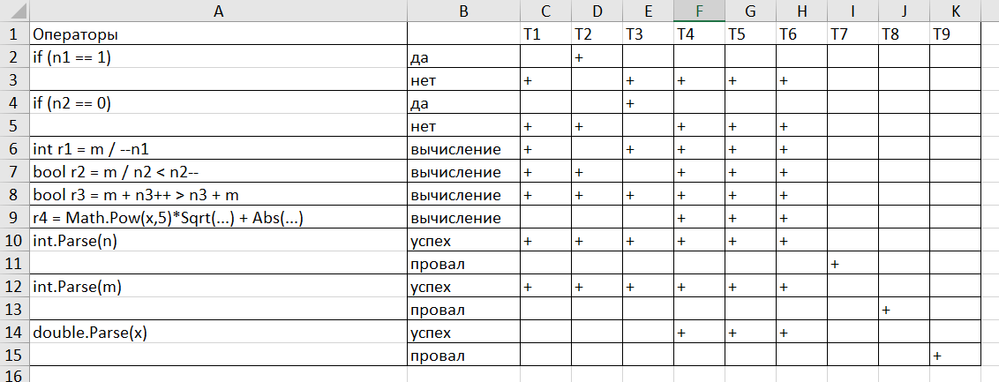 A B C D E F G H I J K
1 Операторы T1 T2 T3 T4 T5 T6 T7 T8 T9
2 if (n1 == 1) да +
3 нет + + + + +
4 if (n2 == 0) да +
5 нет + + + + +
6 int r1 = m / --n1 вычисление + + + + +
7 bool r2 = m / n2 < n2-- вычисление + + + + +
8 bool r3 = m + n3++ > n3 + m вычисление + + + + + +
9 r4 = Math.Pow(x,5)*Sqrt(...) + Abs(...) вычисление + + +
10 int.Parse(n) успех + + + + + +
11 провал +
12 int.Parse(m) успех + + + + + +
13 провал +
14 double.Parse(x) успех + + +
15 провал +
16